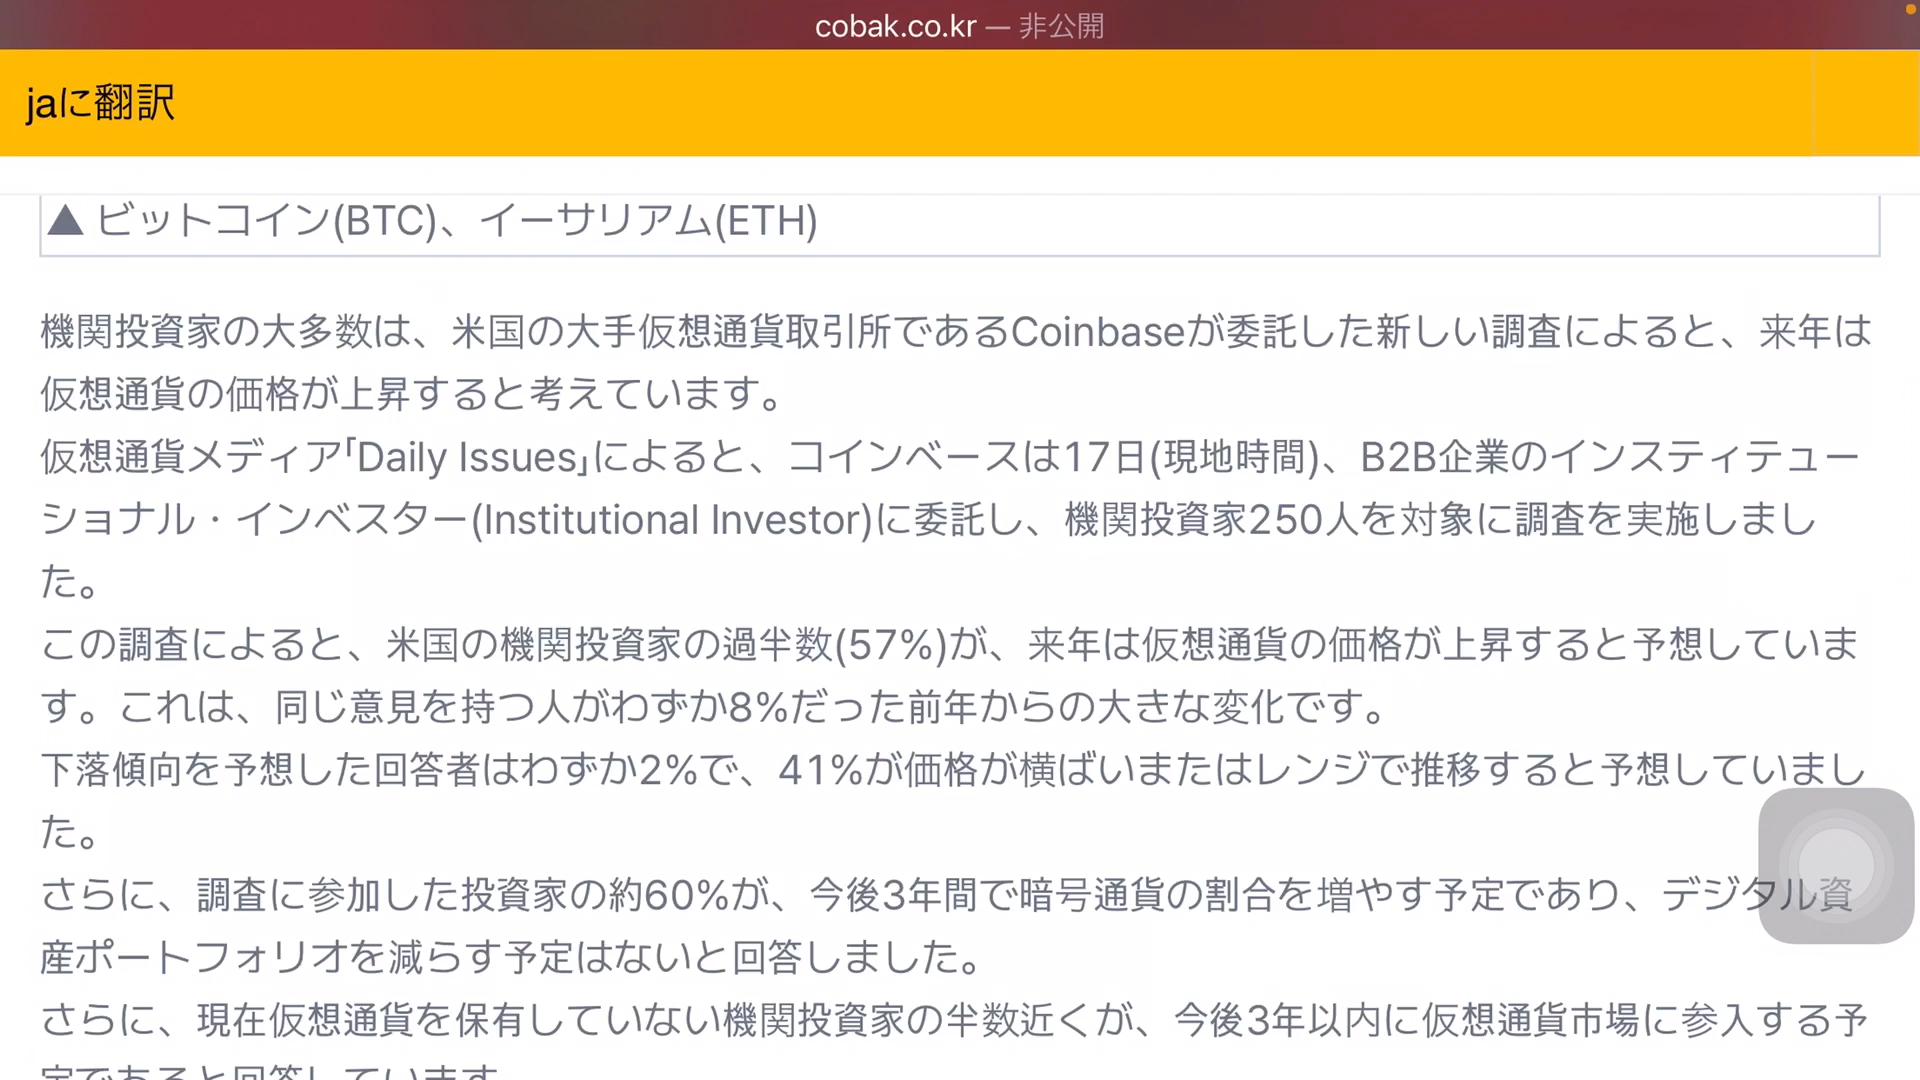 cobak.co.kr — 非公開
jaに翻訳
▲ ビットコイン(BTC)、イーサリアム(ETH)
機関投資家の大多数は、米国の大手仮想通貨取引所であるCoinbaseが委託した新しい調査によると、来年は
仮想通貨の価格が上昇すると考えています。
仮想通貨メディア「Daily Issues」によると、コインベースは17日(現地時間)、B2B企業のインスティテュー
ショナル・インベスター(Institutional Investor)に委託し、機関投資家250人を対象に調査を実施しまし
た。
この調査によると、米国の機関投資家の過半数(57%)が、来年は仮想通貨の価格が上昇すると予想していま
す。これは、同じ意見を持つ人がわずか8%だった前年からの大きな変化です。
下落傾向を予想した回答者はわずか2%で、41%が価格が横ばいまたはレンジで推移すると予想していまし
た。
さらに、調査に参加した投資家の約60%が、今後3年間で暗号通貨の割合を増やす予定であり、デジタル資
産ポートフォリオを減らす予定はないと回答しました。
さらに、現在仮想通貨を保有していない機関投資家の半数近くが、今後3年以内に仮想通貨市場に参入する予
定であると回答しています